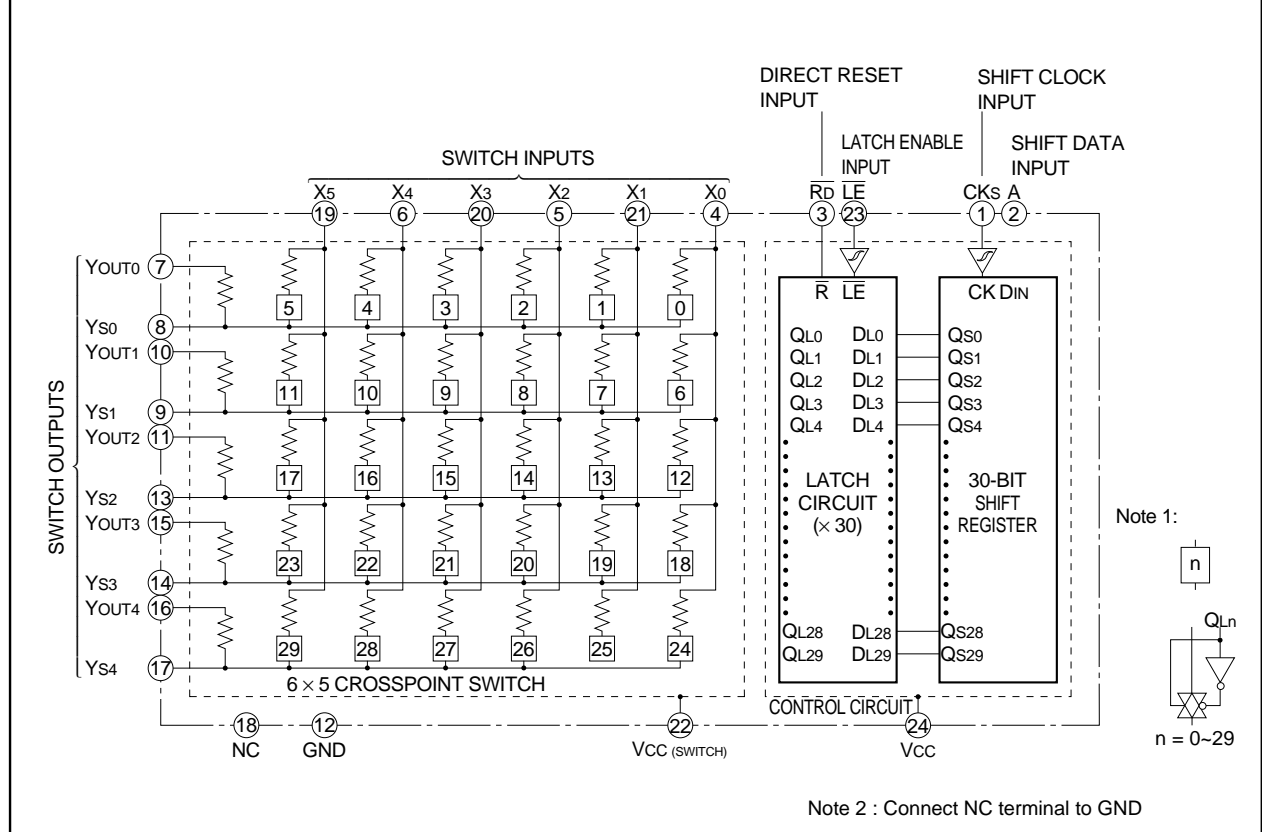 DIRECT RESET
INPUT
SHIFT CLOCK
INPUT
LATCH ENABLE
INPUT
SHIFT DATA
INPUT
SWITCH INPUTS
X5 X4 X3 X2 X1 X0 RD LE CKS A
19 6 20 5 21 4 3 23 1 2
SWITCH OUTPUTS
YOUT0 7
YS0 8
YOUT1 10
YS1 9
YOUT2 11
YS2 13
YOUT3 15
YS3 14
YOUT4 16
YS4 17
5 4 3 2 1 0
11 10 9 8 7 6
17 16 15 14 13 12
23 22 21 20 19 18
29 28 27 26 25 24
6 × 5 CROSSPOINT SWITCH
R LE
QL0 DL0
QL1 DL1
QL2 DL2
QL3 DL3
QL4 DL4
LATCH
CIRCUIT
(× 30)
QL28 DL28
QL29 DL29
CK DIN
QS0
QS1
QS2
QS3
QS4
30-BIT
SHIFT
REGISTER
QS28
QS29
CONTROL CIRCUIT
18 12 22 24
NC GND VCC (SWITCH) VCC
Note 1:
n
QLn
n = 0~29
Note 2 : Connect NC terminal to GND